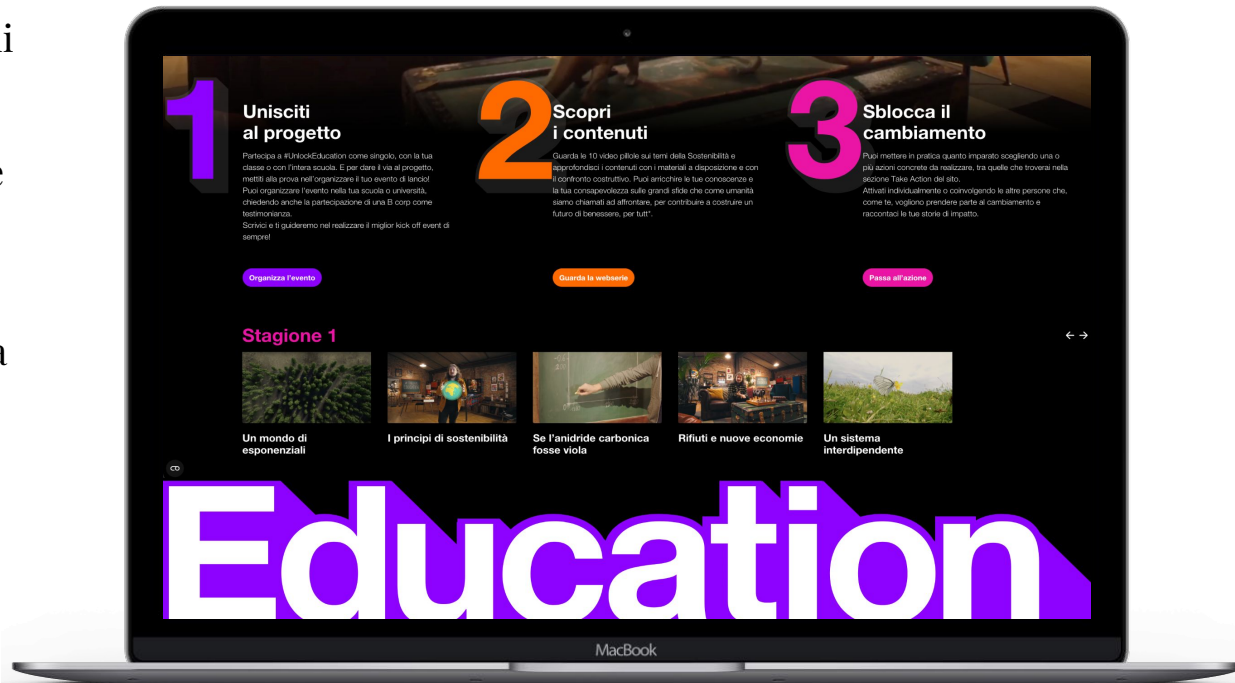 1
Unisciti
al progetto
Partecipa a #UnlockEducation come singolo, con la tua
classe o con l'intera scuola. E per dare il via al progetto,
mettiti alla prova nell'organizzare il tuo evento di lancio!
Puoi organizzare l'evento nella tua scuola o università,
chiedendo anche la partecipazione di una B corp come
testimonianza.
Scrivici e ti guideremo nel realizzare il miglior kick off event di
sempre!
Organizza l'evento
2
Scopri
i contenuti
Guarda le 10 video pillole sui temi della Sostenibilità e
approfondisci i contenuti con i materiali a disposizione e con
il confronto costruttivo. Puoi arricchire le tue conoscenze e
la tua consapevolezza sulle grandi sfide che come umanità
siamo chiamati ad affrontare, per contribuire a costruire un
futuro di benessere, per tutt*.
Guarda la webserie
3
Sblocca il
cambiamento
Puoi mettere in pratica quanto imparato scegliendo una o
più azioni concrete da realizzare, tra quelle che troverai nella
sezione Take Action del sito.
Attivati individualmente o coinvolgendo le altre persone che,
come te, vogliono prendere parte al cambiamento e
raccontaci le tue storie di impatto.
Passa all'azione
Stagione 1
Un mondo di
esponenziali
I principi di sostenibilità
Se l'anidride carbonica
fosse viola
Rifiuti e nuove economie
Un sistema
interdipendente
Education
MacBook